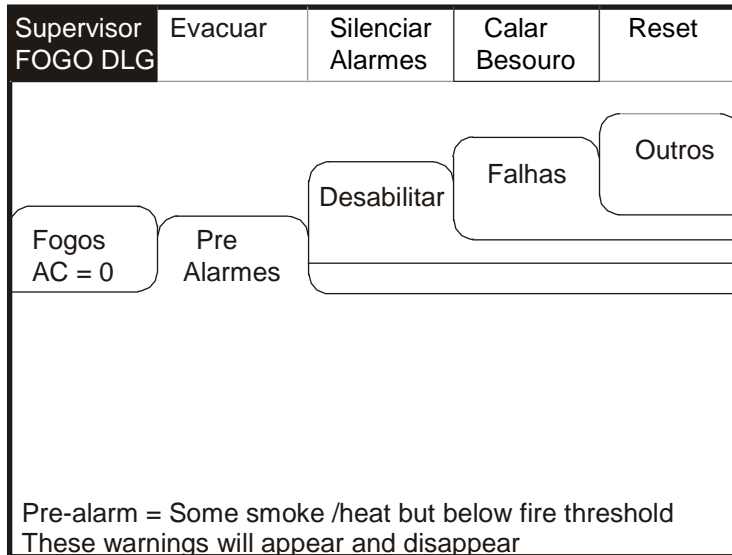 Supervisor
FOGO DLG
Evacuar
Silenciar
Alarmes
Calar
Besouro
Reset
Fogos
AC = 0
Pre
Alarmes
Desabilitar
Falhas
Outros
Pre-alarm = Some smoke /heat but below fire threshold
These warnings will appear and disappear